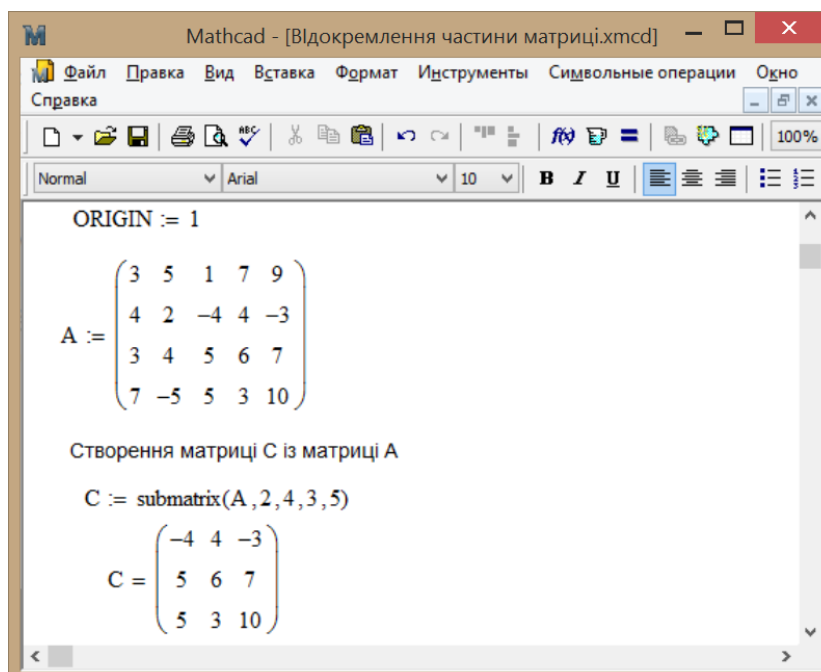 Mathcad - [ВІдокремлення частини матриці.xmcd]
Файл Правка Вид Вставка Формат Инструменты Символьные операции Окно
Справка
ABC f(x) 100%
Normal Arial 10 B I U
ORIGIN := 1
A := 
3 5 1 7 9
4 2 −4 4 −3
3 4 5 6 7
7 −5 5 3 10
Створення матриці С із матриці А
C := submatrix(A,2,4,3,5)
C = 
−4 4 −3
5 6 7
5 3 10